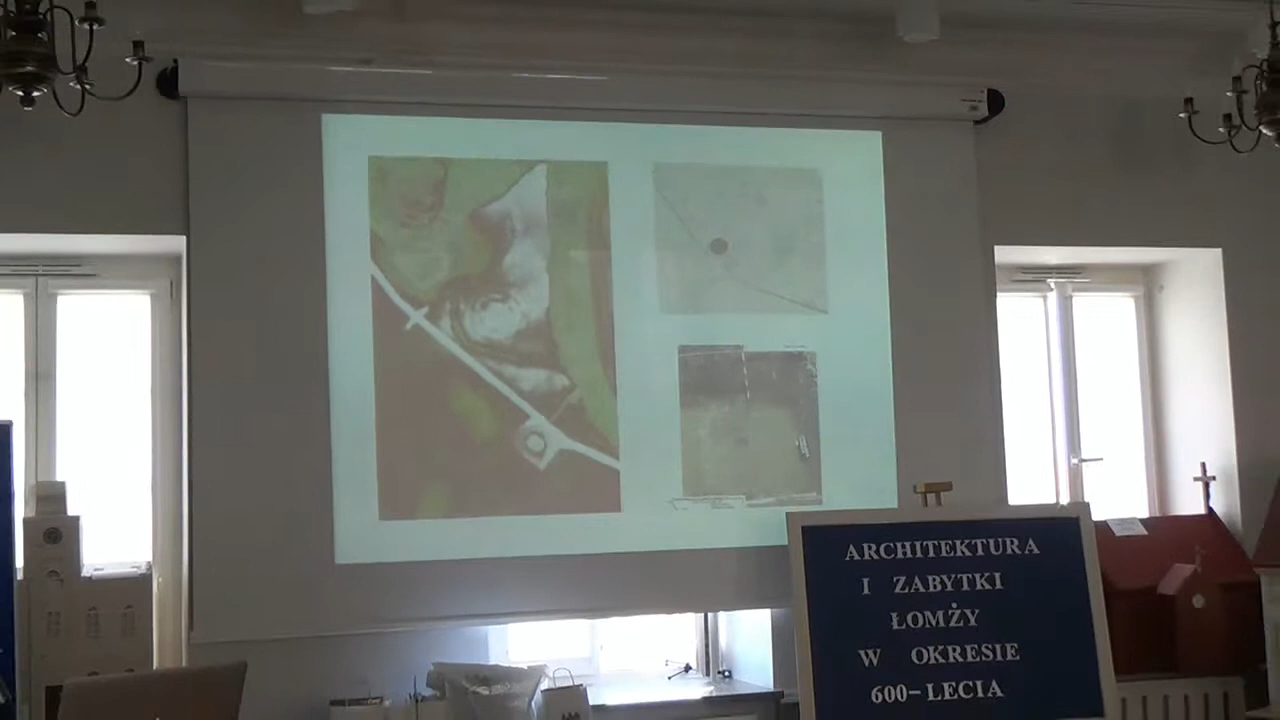 ARCHITEKTURA
I ZABYTKI
ŁOMŻY
W OKRESIE
600-LECIA